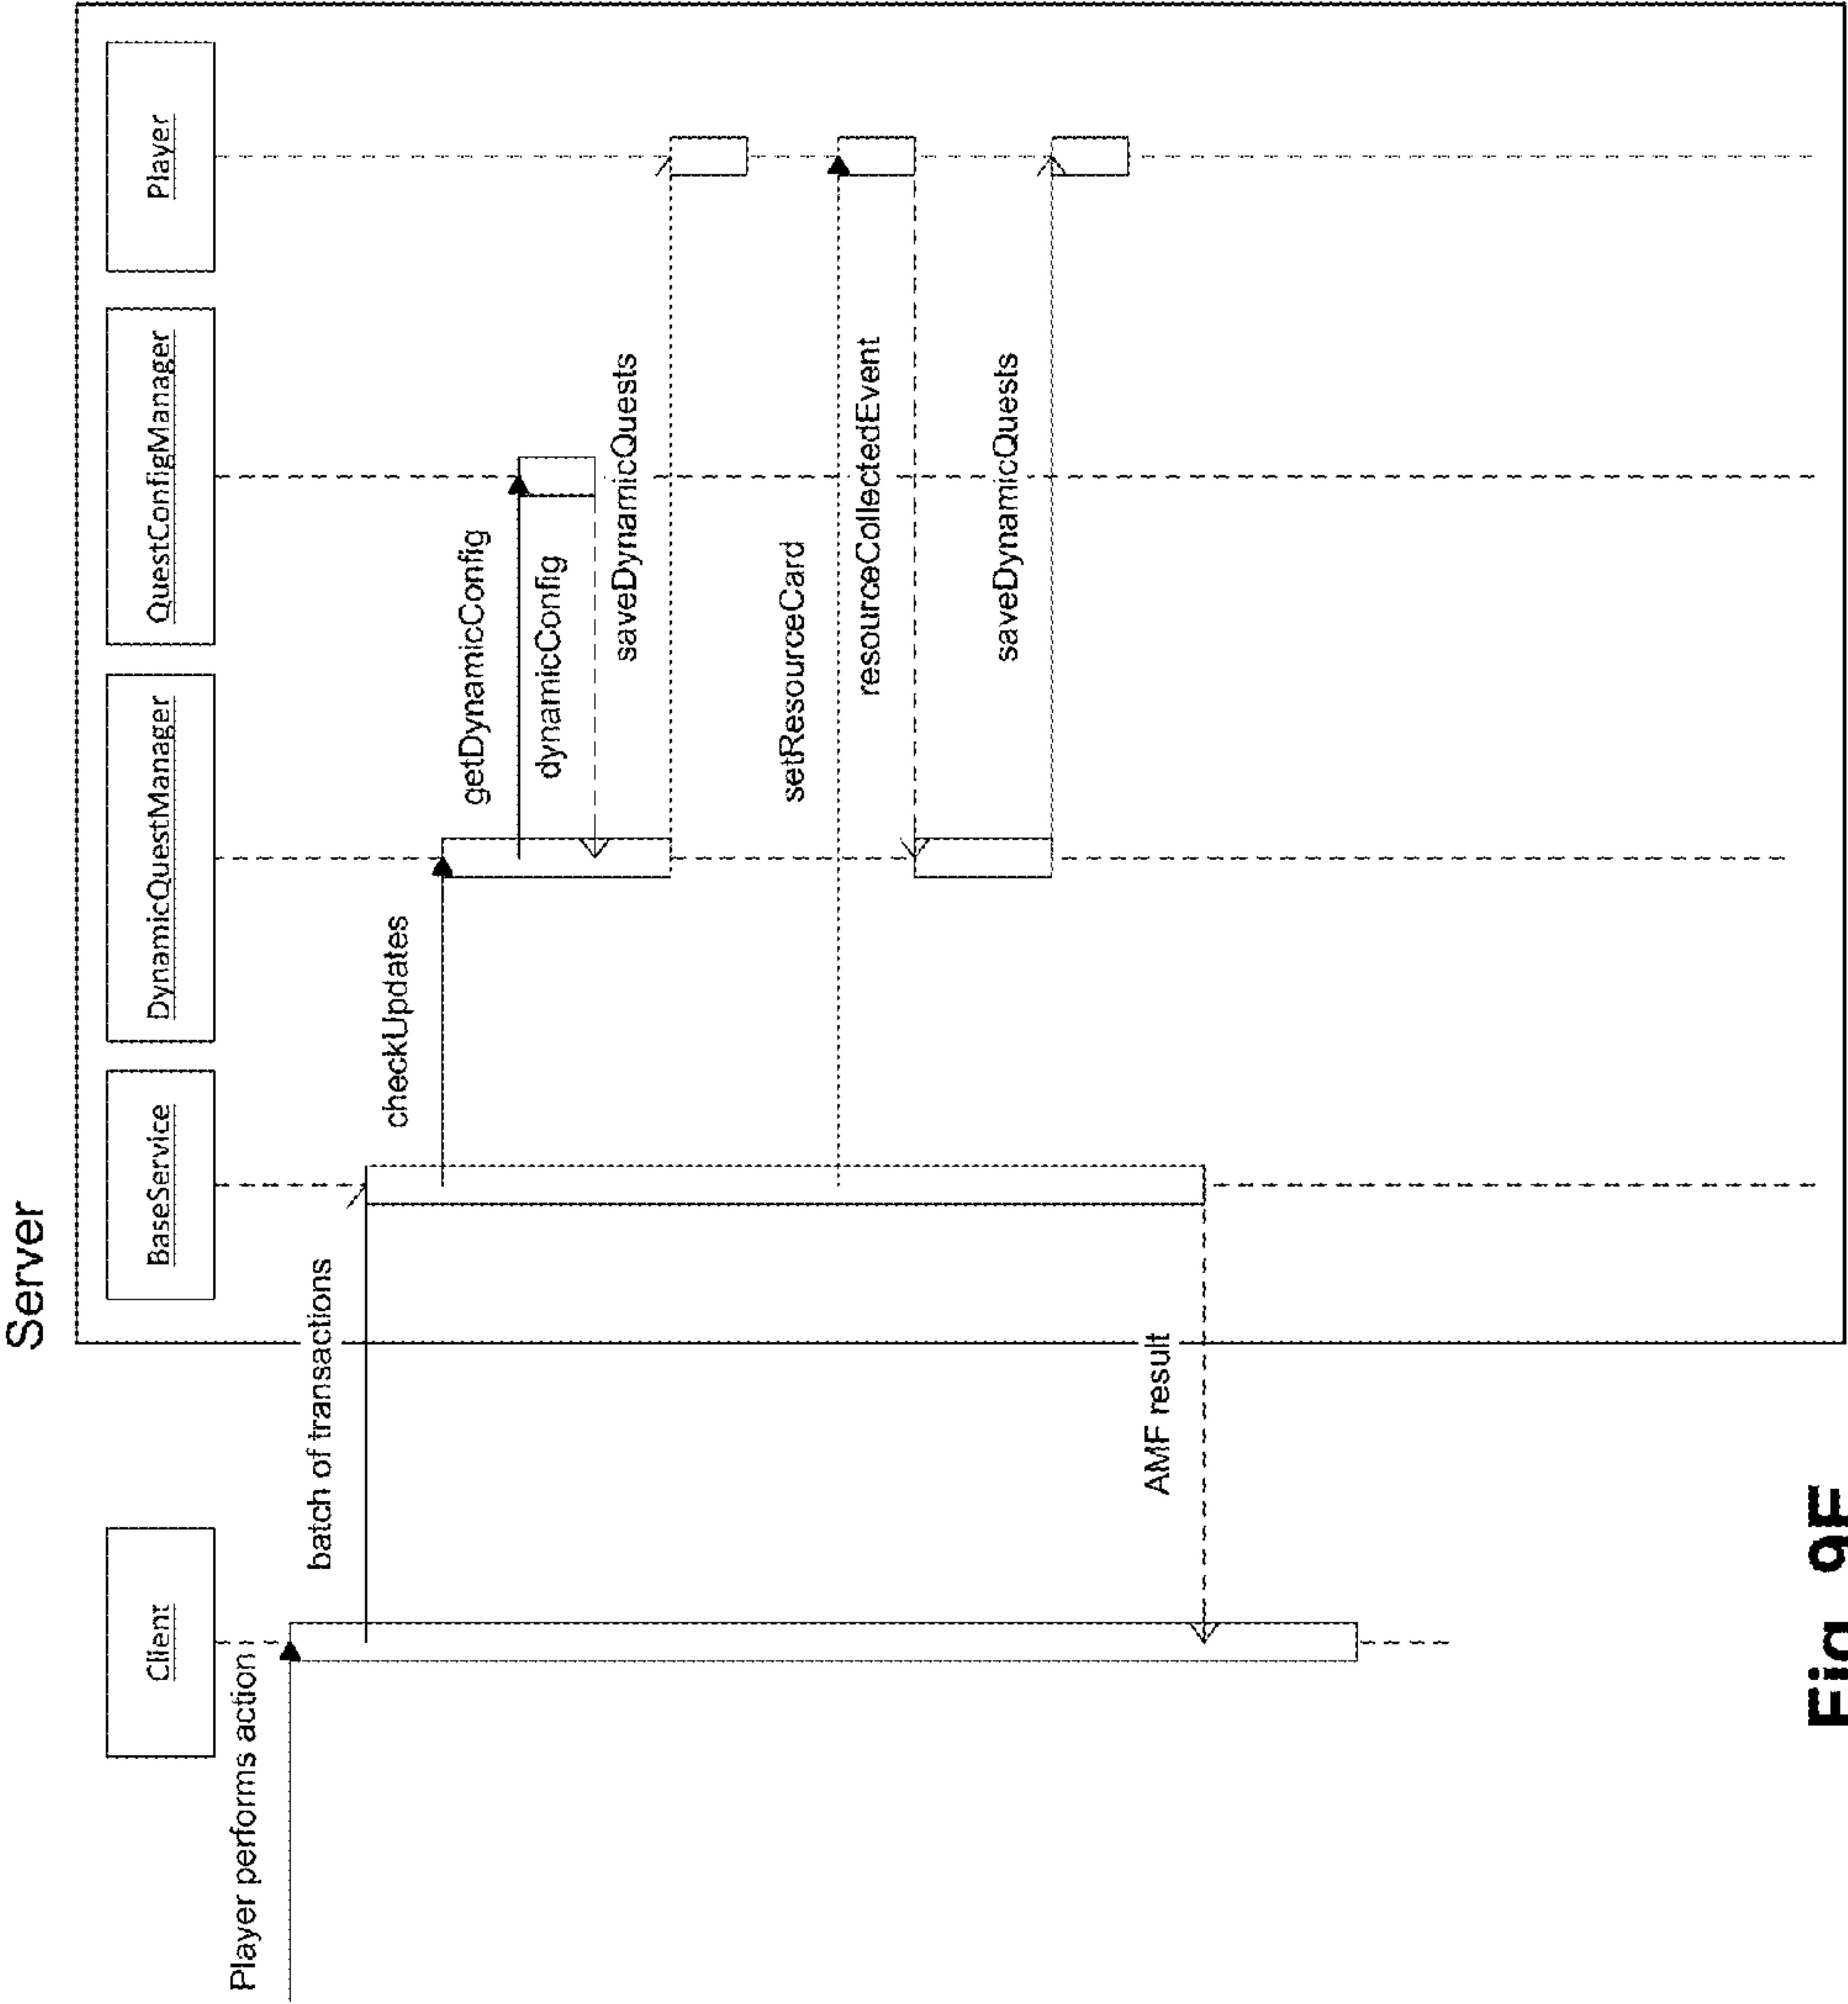 Server
Client
BaseService
DynamicQuestManager
QuestConfigManager
Player
Player performs action
batch of transactions
checkUpdates
getDynamicConfig
dynamicConfig
saveDynamicQuests
setResourceCard
resourceCollectedEvent
saveDynamicQuests
AMF result